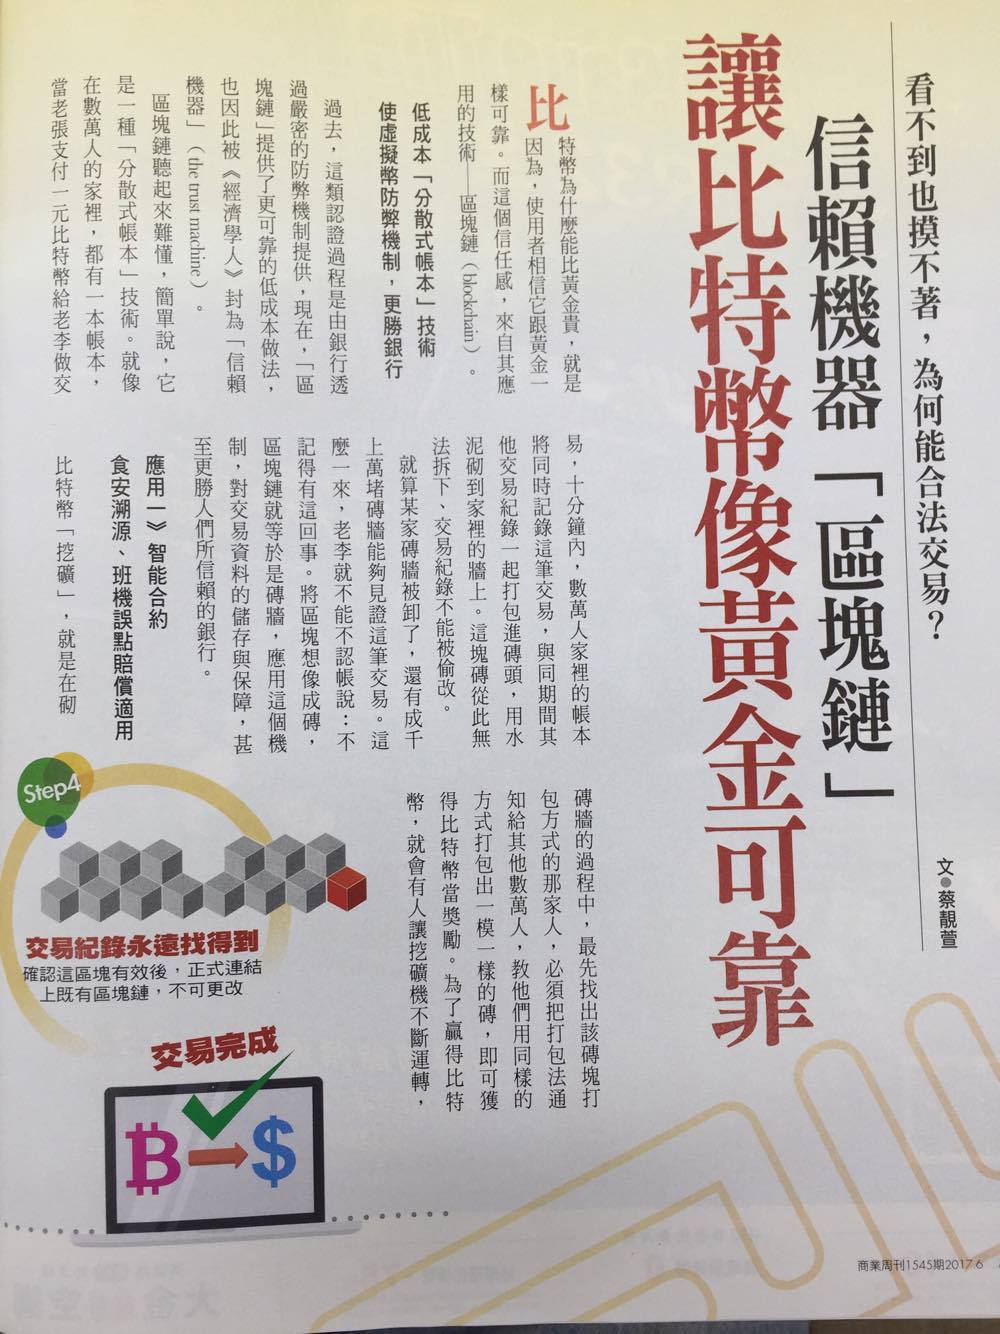 看不到也摸不著，為何能合法交易？
信賴機器「區塊鏈」
讓比特幣像黃金可靠
文●蔡靚萱
比特幣為什麼能比黃金貴，就是
因為，使用者相信它跟黃金一
樣可靠。而這個信任感，來自其應
用的技術——區塊鏈（blockchain）。
低成本「分散式帳本」技術
使虛擬幣防弊機制，更勝銀行
過去，這類認證過程是由銀行透
過嚴密的防弊機制提供，現在，「區
塊鏈」提供了更可靠的低成本做法，
也因此被《經濟學人》封為「信賴
機器」（the trust machine）。
區塊鏈聽起來難懂，簡單說，它
是一種「分散式帳本」技術。就像
在數萬人的家裡，都有一本帳本，
當老張支付一元比特幣給老李做交
易，十分鐘內，數萬人家裡的帳本
將同時記錄這筆交易，與同期間其
他交易紀錄一起打包進磚頭，用水
泥砌到家裡的牆上。這塊磚從此無
法拆下、交易紀錄不能被偷改。
就算某家磚牆被卸了，還有成千
上萬堵磚牆能夠見證這筆交易。這
麼一來，老李就不能不認帳說：不
記得有這回事。將區塊想像成磚，
區塊鏈就等於是磚牆，應用這個機
制，對交易資料的儲存與保障，甚
至更勝人們所信賴的銀行。
應用一》智能合約
食安溯源、班機誤點賠償適用
比特幣「挖礦」，就是在砌
磚牆的過程中，最先找出該磚塊打
包方式的那家人，必須把打包法通
知給其他數萬人，教他們用同樣的
方式打包出一模一樣的磚，即可獲
得比特幣當獎勵。為了贏得比特
幣，就會有人讓挖礦機不斷運轉，
Step4
交易紀錄永遠找得到
確認這區塊有效後，正式連結
上既有區塊鏈，不可更改
交易完成
B
$
商業周刊1545期2017 6